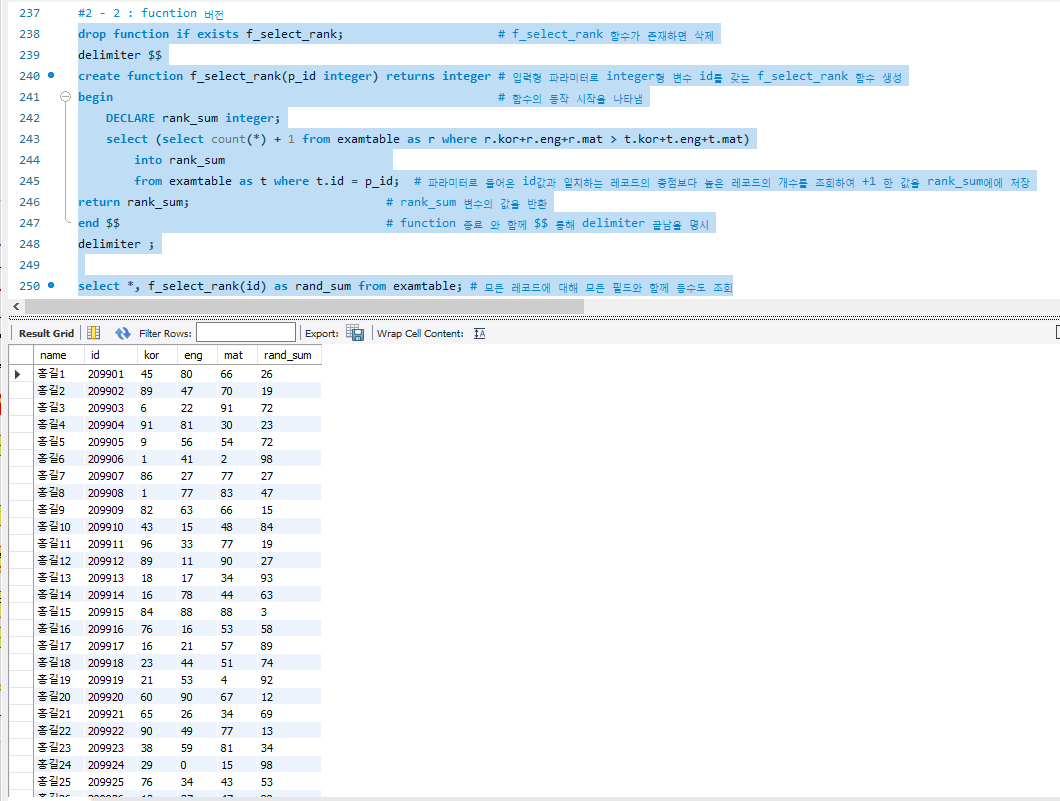 237 #2 - 2 : fucntion 버전
238 drop function if exists f_select_rank; # f_select_rank 함수가 존재하면 삭제
239 delimiter $$
240 create function f_select_rank(p_id integer) returns integer # 입력형 파라미터로 integer형 변수 id를 갖는 f_select_rank 함수 생성
241 begin # 함수의 동작 시작을 나타냄
242 DECLARE rank_sum integer;
243 select (select count(*) + 1 from examtable as r where r.kor+r.eng+r.mat > t.kor+t.eng+t.mat)
244 into rank_sum
245 from examtable as t where t.id = p_id; # 파라미터로 들어온 id값과 일치하는 레코드의 총점보다 높은 레코드의 개수를 조회하여 +1 한 값을 rank_sum에에 저장
246 return rank_sum; # rank_sum 변수의 값을 반환
247 end $$ # function 종료 와 함께 $$ 통해 delimiter 끝남을 명시
248 delimiter ;
249
250 select *, f_select_rank(id) as rand_sum from examtable; # 모든 레코드에 대해 모든 필드와 함께 등수도 조회
Result Grid Filter Rows: Export: Wrap Cell Content:
name id kor eng mat rand_sum
홍길1 209901 45 80 66 26
홍길2 209902 89 47 70 19
홍길3 209903 6 22 91 72
홍길4 209904 91 81 30 23
홍길5 209905 9 56 54 72
홍길6 209906 1 41 2 98
홍길7 209907 86 27 77 27
홍길8 209908 1 77 83 47
홍길9 209909 82 63 66 15
홍길10 209910 43 15 48 84
홍길11 209911 96 33 77 19
홍길12 209912 89 11 90 27
홍길13 209913 18 17 34 93
홍길14 209914 16 78 44 63
홍길15 209915 84 88 88 3
홍길16 209916 76 16 53 58
홍길17 209917 16 21 57 89
홍길18 209918 23 44 51 74
홍길19 209919 21 53 4 92
홍길20 209920 60 90 67 12
홍길21 209921 65 26 34 69
홍길22 209922 90 49 77 13
홍길23 209923 38 59 81 34
홍길24 209924 29 0 15 98
홍길25 209925 76 34 43 53